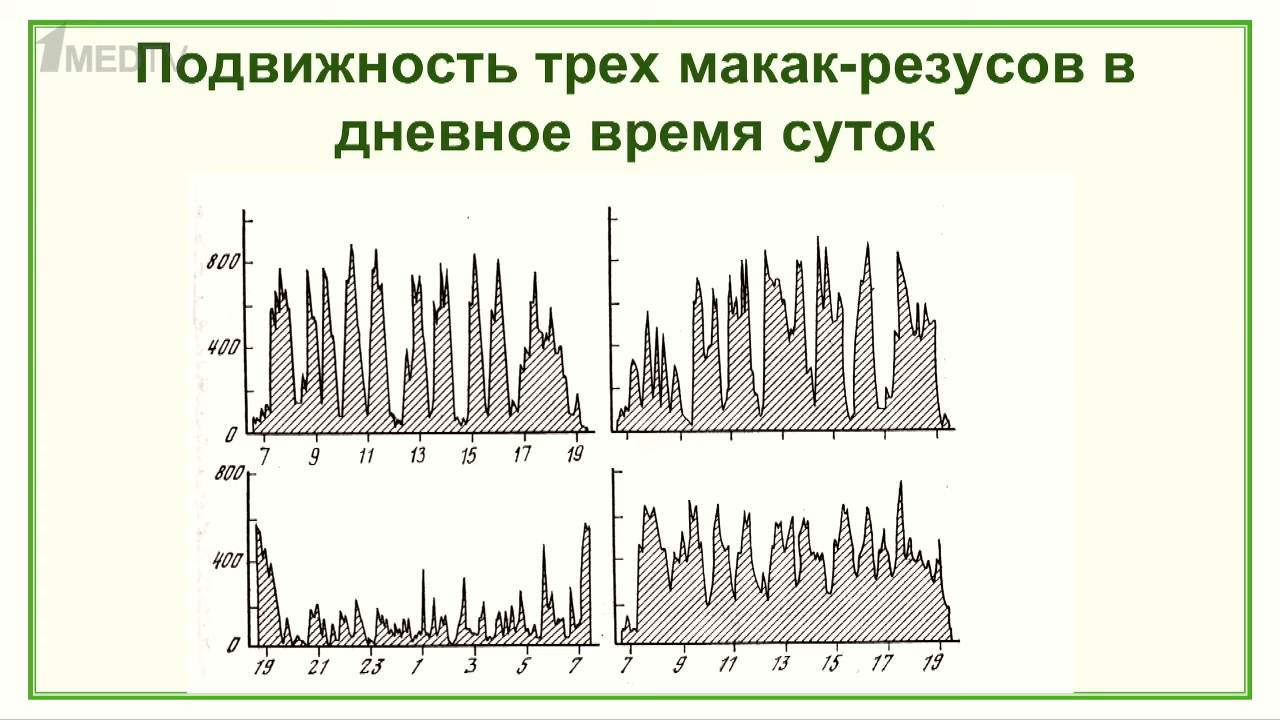 1MEDTV
Подвижность трех макак-резусов в
дневное время суток
800
400
0
7 9 11 13 15 17 19
800
400
0
19 21 23 1 3 5 7
7 9 11 13 15 17 19